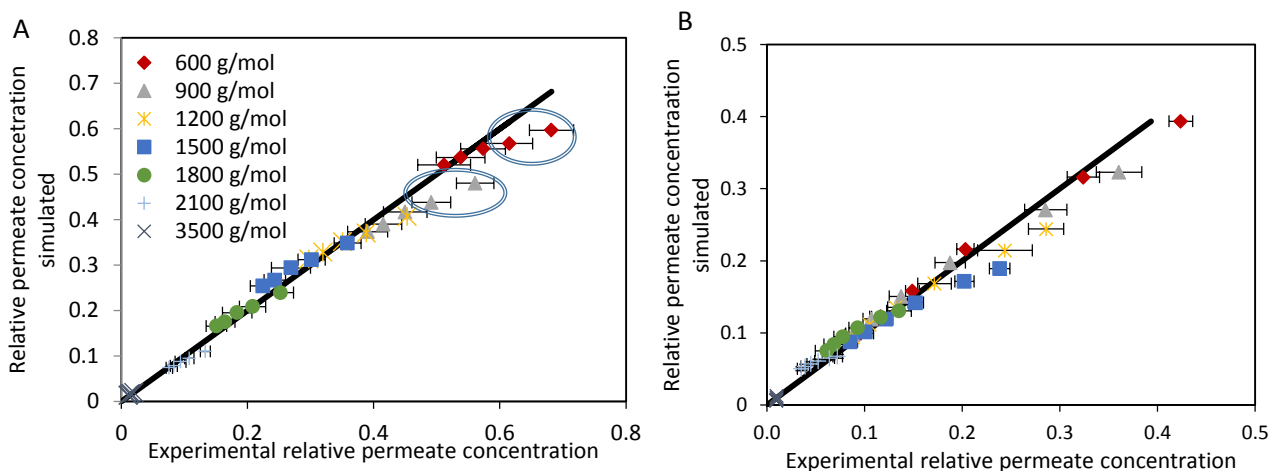 A
Relative permeate concetration
simulated
0.8
0.7
0.6
0.5
0.4
0.3
0.2
0.1
0
600 g/mol
900 g/mol
1200 g/mol
1500 g/mol
1800 g/mol
2100 g/mol
3500 g/mol
0
0.2
0.4
0.6
0.8
Experimental relative permeate concentration
B
Relative permeate concentraation
simulated
0.5
0.4
0.3
0.2
0.1
0
0.0
0.1
0.2
0.3
0.4
0.5
Experimental relative permeate concentration